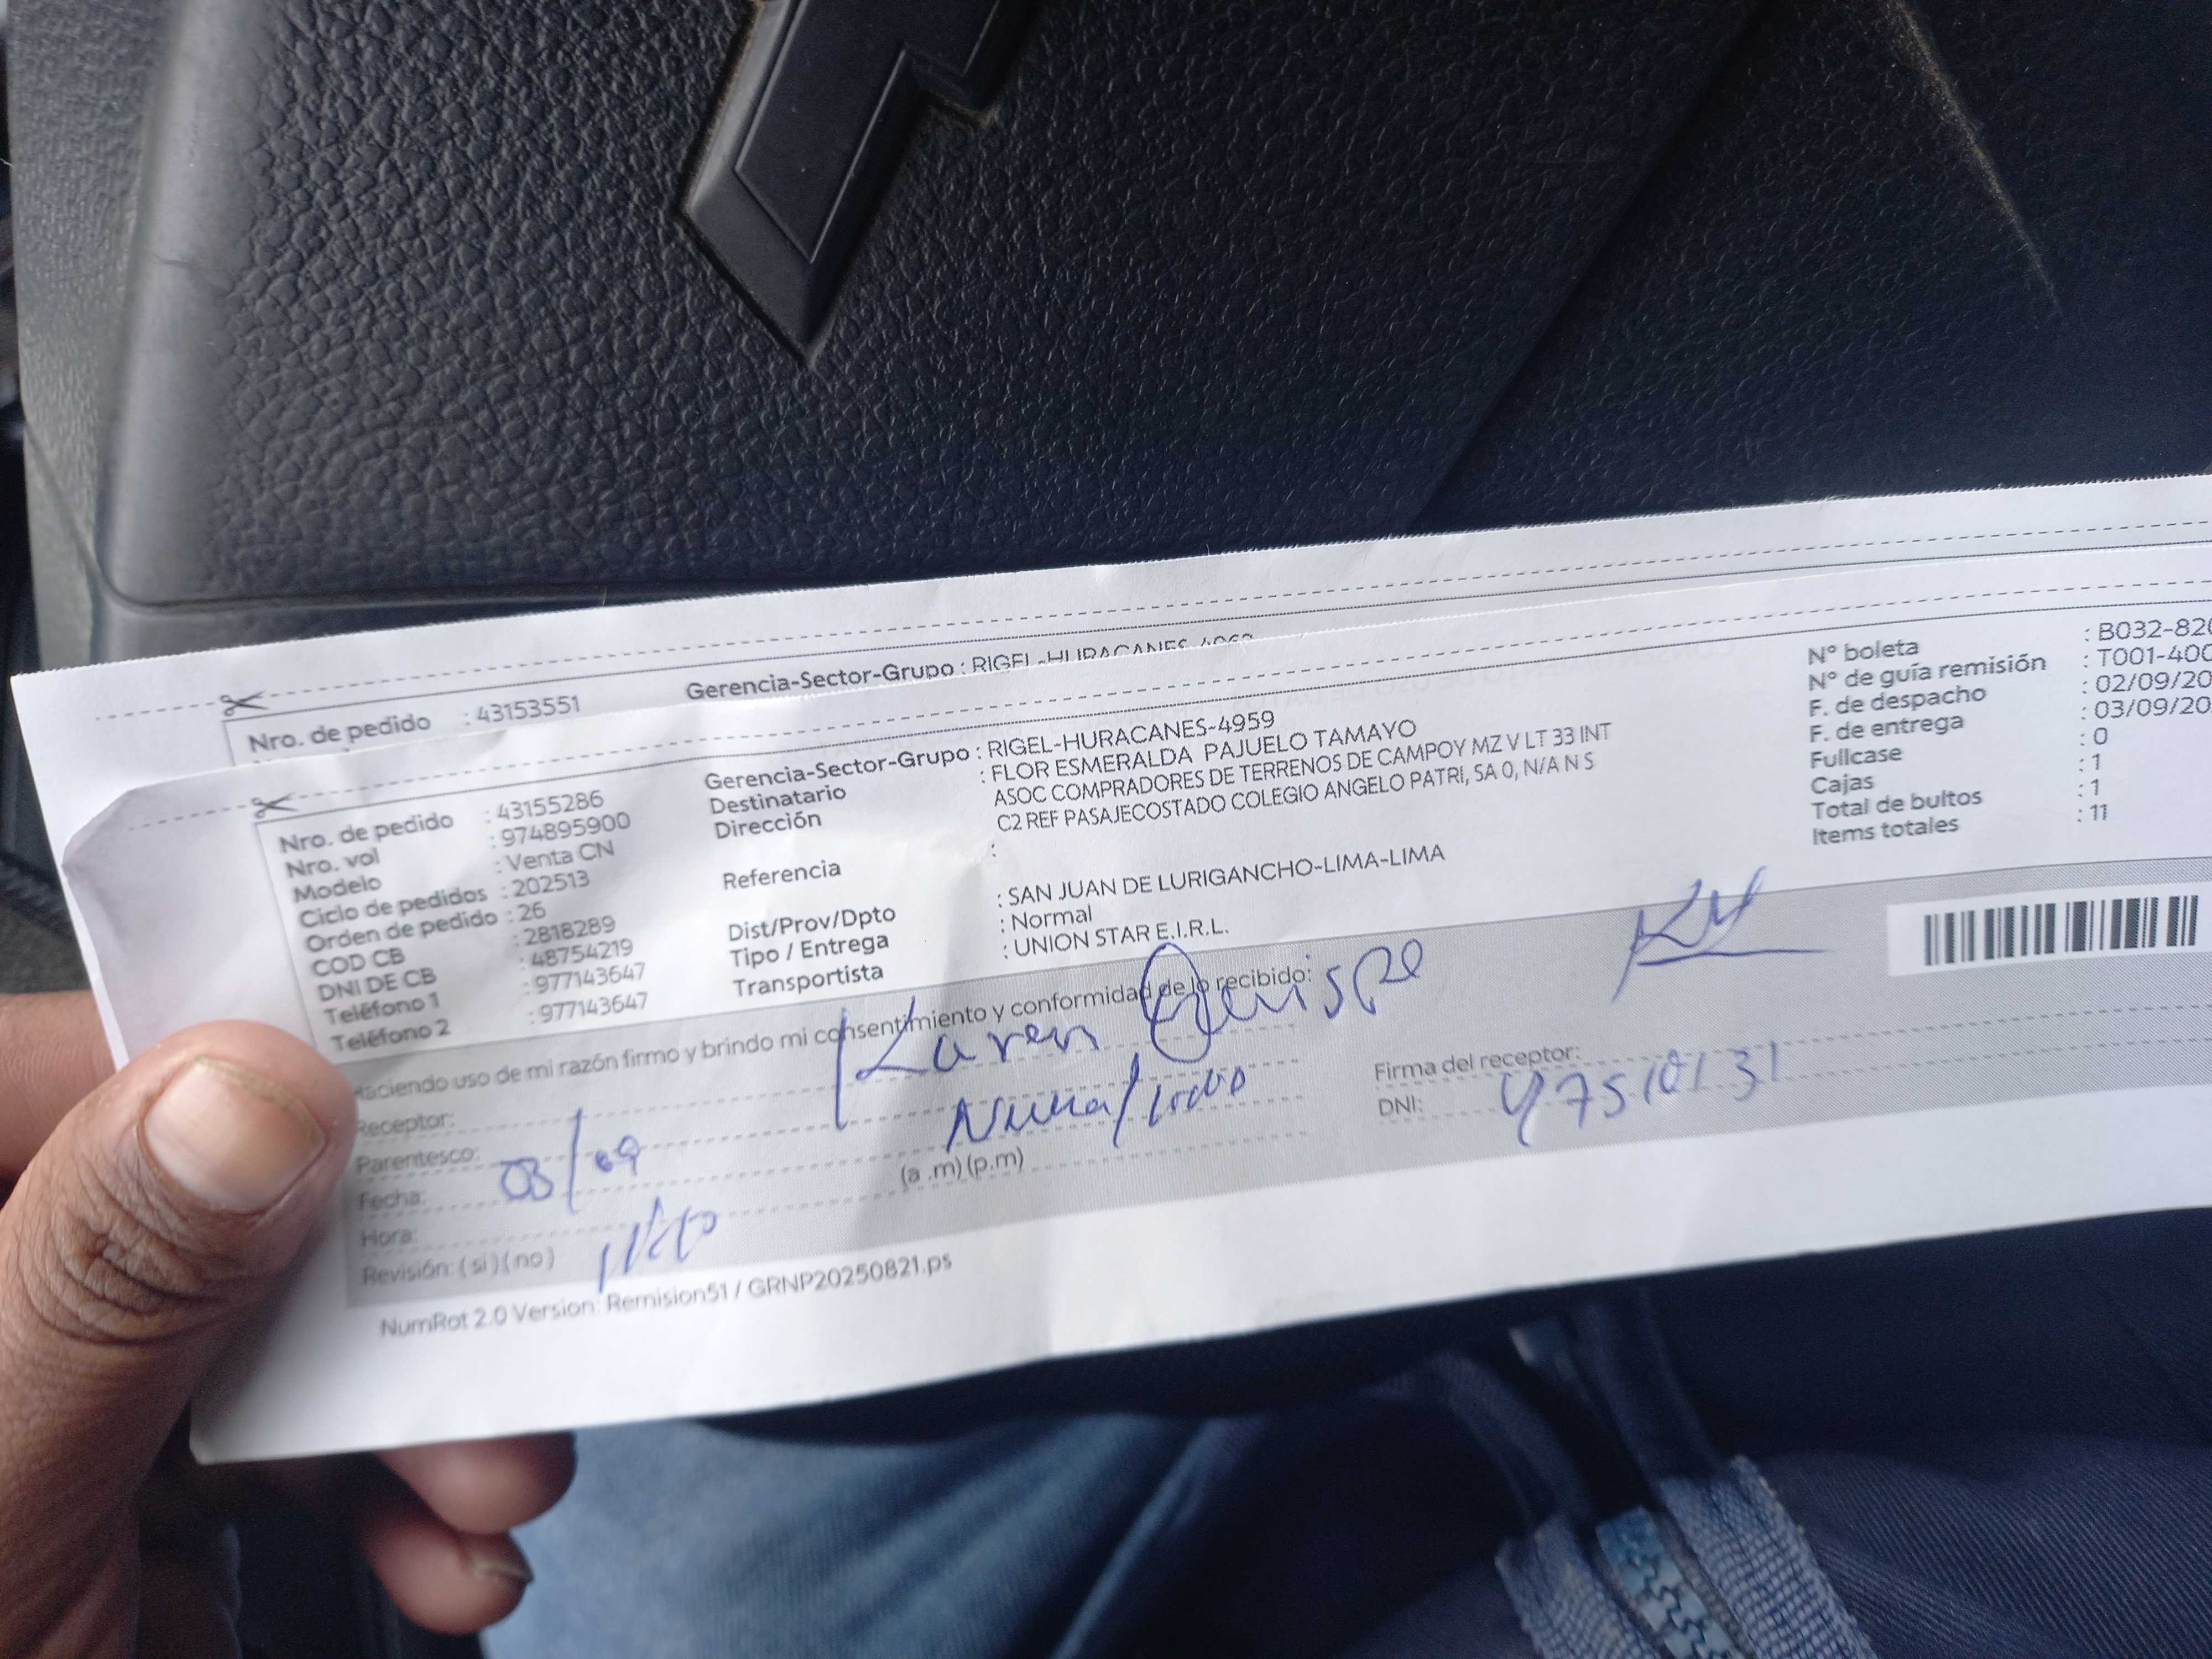 Nro. de pedido : 43153551 Gerencia-Sector-Grupo : RIGEL-HURACANES-4969
Nro. de pedido : 43155286
Nro. vol : 974895900
Modelo : Venta CN
Ciclo de pedidos : 202513
Orden de pedido : 26
COD CB : 2818289
DNI DE CB : 48754219
Teléfono 1 : 977143647
Teléfono 2 : 977143647
Gerencia-Sector-Grupo : RIGEL-HURACANES-4959
Destinatario : FLOR ESMERALDA PAJUELO TAMAYO
Dirección ASOC COMPRADORES DE TERRENOS DE CAMPOY MZ V LT 33 INT
C2 REF PASAJECOSTADO COLEGIO ANGELO PATRI, SA 0, N/A N S
Referencia :
Dist/Prov/Dpto : SAN JUAN DE LURIGANCHO-LIMA-LIMA
Tipo / Entrega : Normal
Transportista : UNION STAR E.I.R.L.
N° boleta : B032-820
N° de guía remisión : T001-400
F. de despacho : 02/09/20
F. de entrega : 03/09/20
Fullcase : 0
Cajas : 1
Total de bultos : 1
Items totales : 11
Haciendo uso de mi razón firmo y brindo mi consentimiento y conformidad de lo recibido:
Receptor: Karen Quispe
Parentesco:
Fecha: 03/09
Hora: (a .m) (p.m)
Revisión: ( si ) ( no )
Firma del receptor:
DNI: 47510131
NumRot 2.0 Version: Remision51 / GRNP20250821.ps